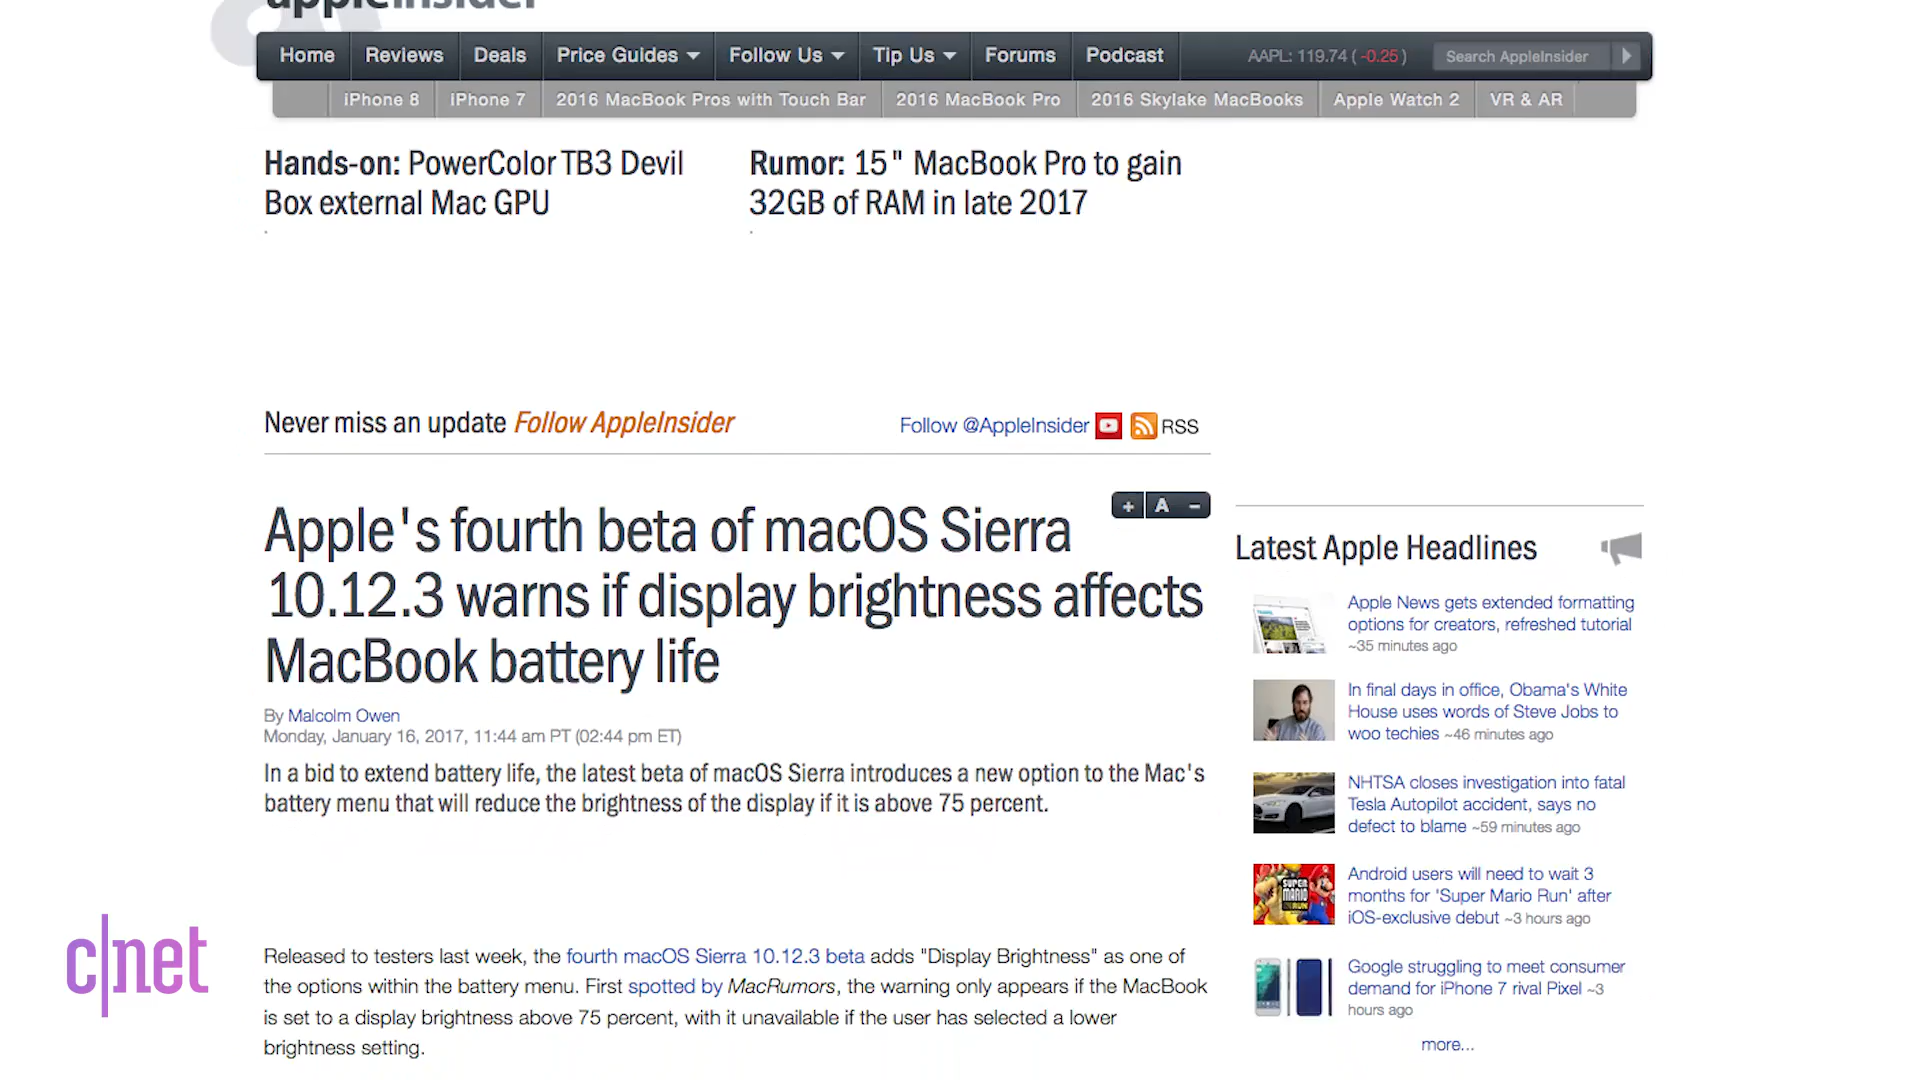 appleinsider
Home Reviews Deals Price Guides Follow Us Tip Us Forums Podcast AAPL: 119.74 ( -0.25 ) Search AppleInsider
iPhone 8 iPhone 7 2016 MacBook Pros with Touch Bar 2016 MacBook Pro 2016 Skylake MacBooks Apple Watch 2 VR & AR
Hands-on: PowerColor TB3 Devil
Box external Mac GPU
Rumor: 15" MacBook Pro to gain
32GB of RAM in late 2017
Never miss an update Follow AppleInsider
Follow @AppleInsider RSS
+ A -
Apple's fourth beta of macOS Sierra
10.12.3 warns if display brightness affects
MacBook battery life
By Malcolm Owen
Monday, January 16, 2017, 11:44 am PT (02:44 pm ET)
In a bid to extend battery life, the latest beta of macOS Sierra introduces a new option to the Mac's
battery menu that will reduce the brightness of the display if it is above 75 percent.
Released to testers last week, the fourth macOS Sierra 10.12.3 beta adds "Display Brightness" as one of
the options within the battery menu. First spotted by MacRumors, the warning only appears if the MacBook
is set to a display brightness above 75 percent, with it unavailable if the user has selected a lower
brightness setting.
Latest Apple Headlines
Apple News gets extended formatting
options for creators, refreshed tutorial
~35 minutes ago
In final days in office, Obama's White
House uses words of Steve Jobs to
woo techies ~46 minutes ago
NHTSA closes investigation into fatal
Tesla Autopilot accident, says no
defect to blame ~59 minutes ago
SUPER
MARIO
RUN
Android users will need to wait 3
months for 'Super Mario Run' after
iOS-exclusive debut ~3 hours ago
Google struggling to meet consumer
demand for iPhone 7 rival Pixel ~3
hours ago
more...
c|net